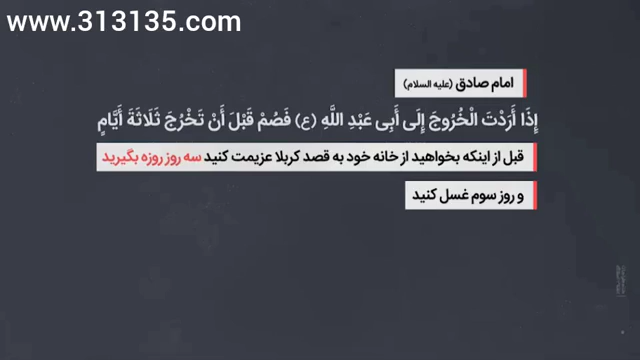 www.313135.com
امام صادق (علیه السلام)
إِذَا أَرَدْتَ الْخُرُوجَ إِلَى أَبِی عَبْدِ اللَّهِ (ع) فَصُمْ قَبْلَ أَنْ تَخْرُجَ ثَلَاثَةَ أَیَّامٍ
قبل از اینکه بخواهید از خانه خود به قصد کربلا عزیمت کنید سه روز روزه بگیرید
و روز سوم غسل کنید